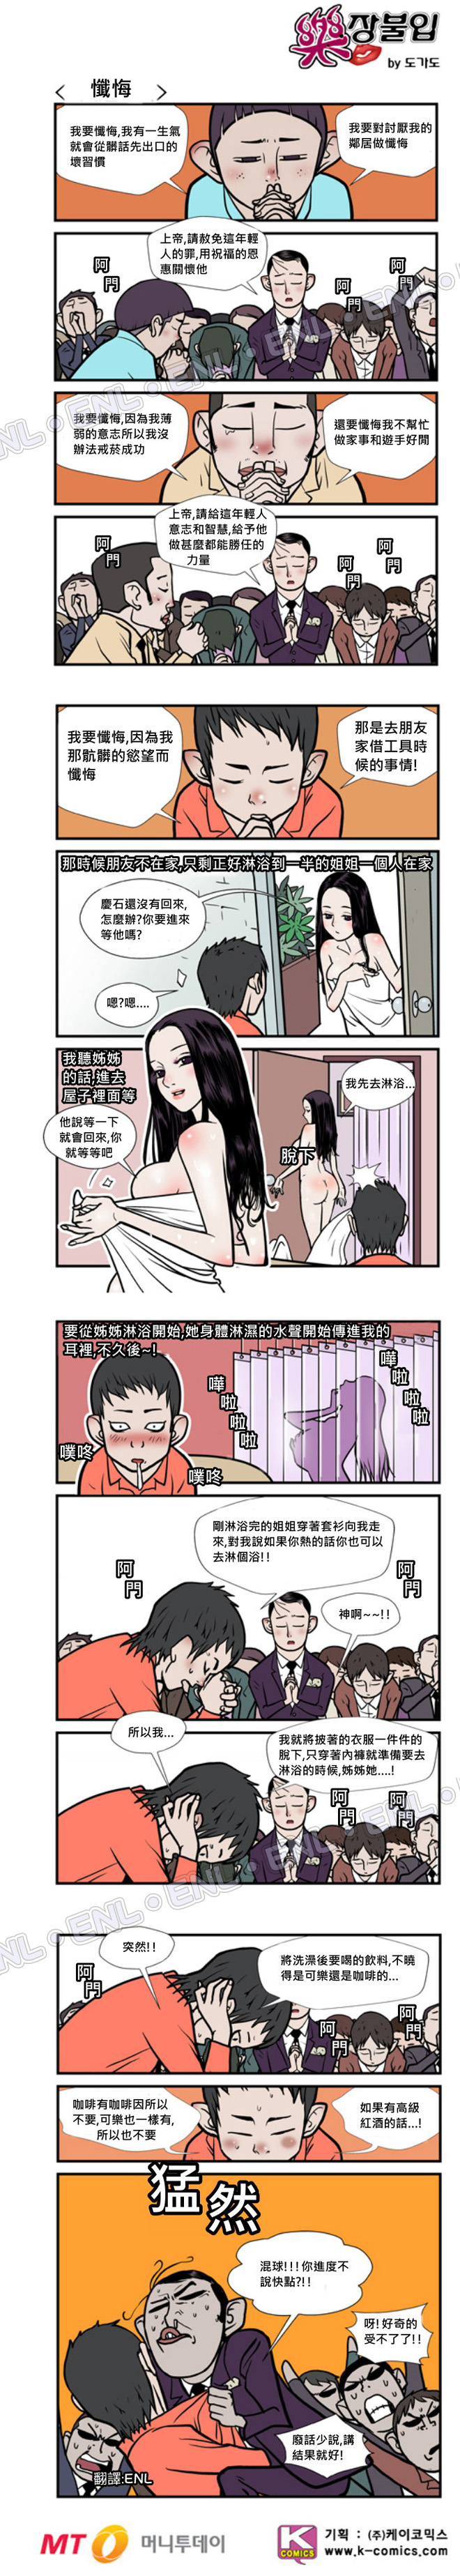 樂장불입
by 도가도
< 懺悔 >
我要懺悔,我有一生氣
就會從髒話先出口的
壞習慣
我要對討厭我的
鄰居做懺悔
上帝,請赦免這年輕
人的罪,用祝福的恩
惠關懷他
阿門
阿門
阿門
我要懺悔,因為我薄
弱的意志所以我沒
辦法戒菸成功
還要懺悔我不幫忙
做家事和遊手好閒
上帝,請給這年輕人
意志和智慧,給予他
做甚麼都能勝任的
力量
阿門
阿門
阿門
我要懺悔,因為我
那骯髒的慾望而
懺悔
那是去朋友
家借工具時
候的事情!
那時候朋友不在家,只剩正好淋浴到一半的姐姐一個人在家
慶石還沒有回來,
怎麼辦?你要進來
等他嗎?
嗯?嗯....
我聽姊姊
的話,進去
屋子裡面等
他說等一下
就會回來,你
就等等吧
我先去淋浴...
脫下
要從姊姊淋浴開始,她身體淋濕的水聲開始傳進我的
耳裡,不久後~!
嘩啦啦啦
嘩啦啦啦
噗咚
噗咚
剛淋浴完的姐姐穿著套衫向我走
來,對我說如果你熱的話你也可以
去淋個浴!!
阿門
阿門
神啊~~!!
所以我...
我就將披著的衣服一件件的
脫下,只穿著內褲就準備要去
淋浴的時候,姊姊她....!
阿門
阿門
突然!!
將洗澡後要喝的飲料,不曉
得是可樂還是咖啡的...
阿門
阿門
阿門
咖啡有咖啡因所以
不要,可樂也一樣有,
所以也不要
如果有高級
紅酒的話...!
猛然
混球!!!你進度不
說快點?!!
呀! 好奇的
受不了了!!
廢話少說,講
結果就好!
翻譯:ENL
MT 머니투데이
K COMICS
기획 : (주)케이코믹스
www.k-comics.com
ENL ENL ENL ENL
ENL ENL ENL ENL